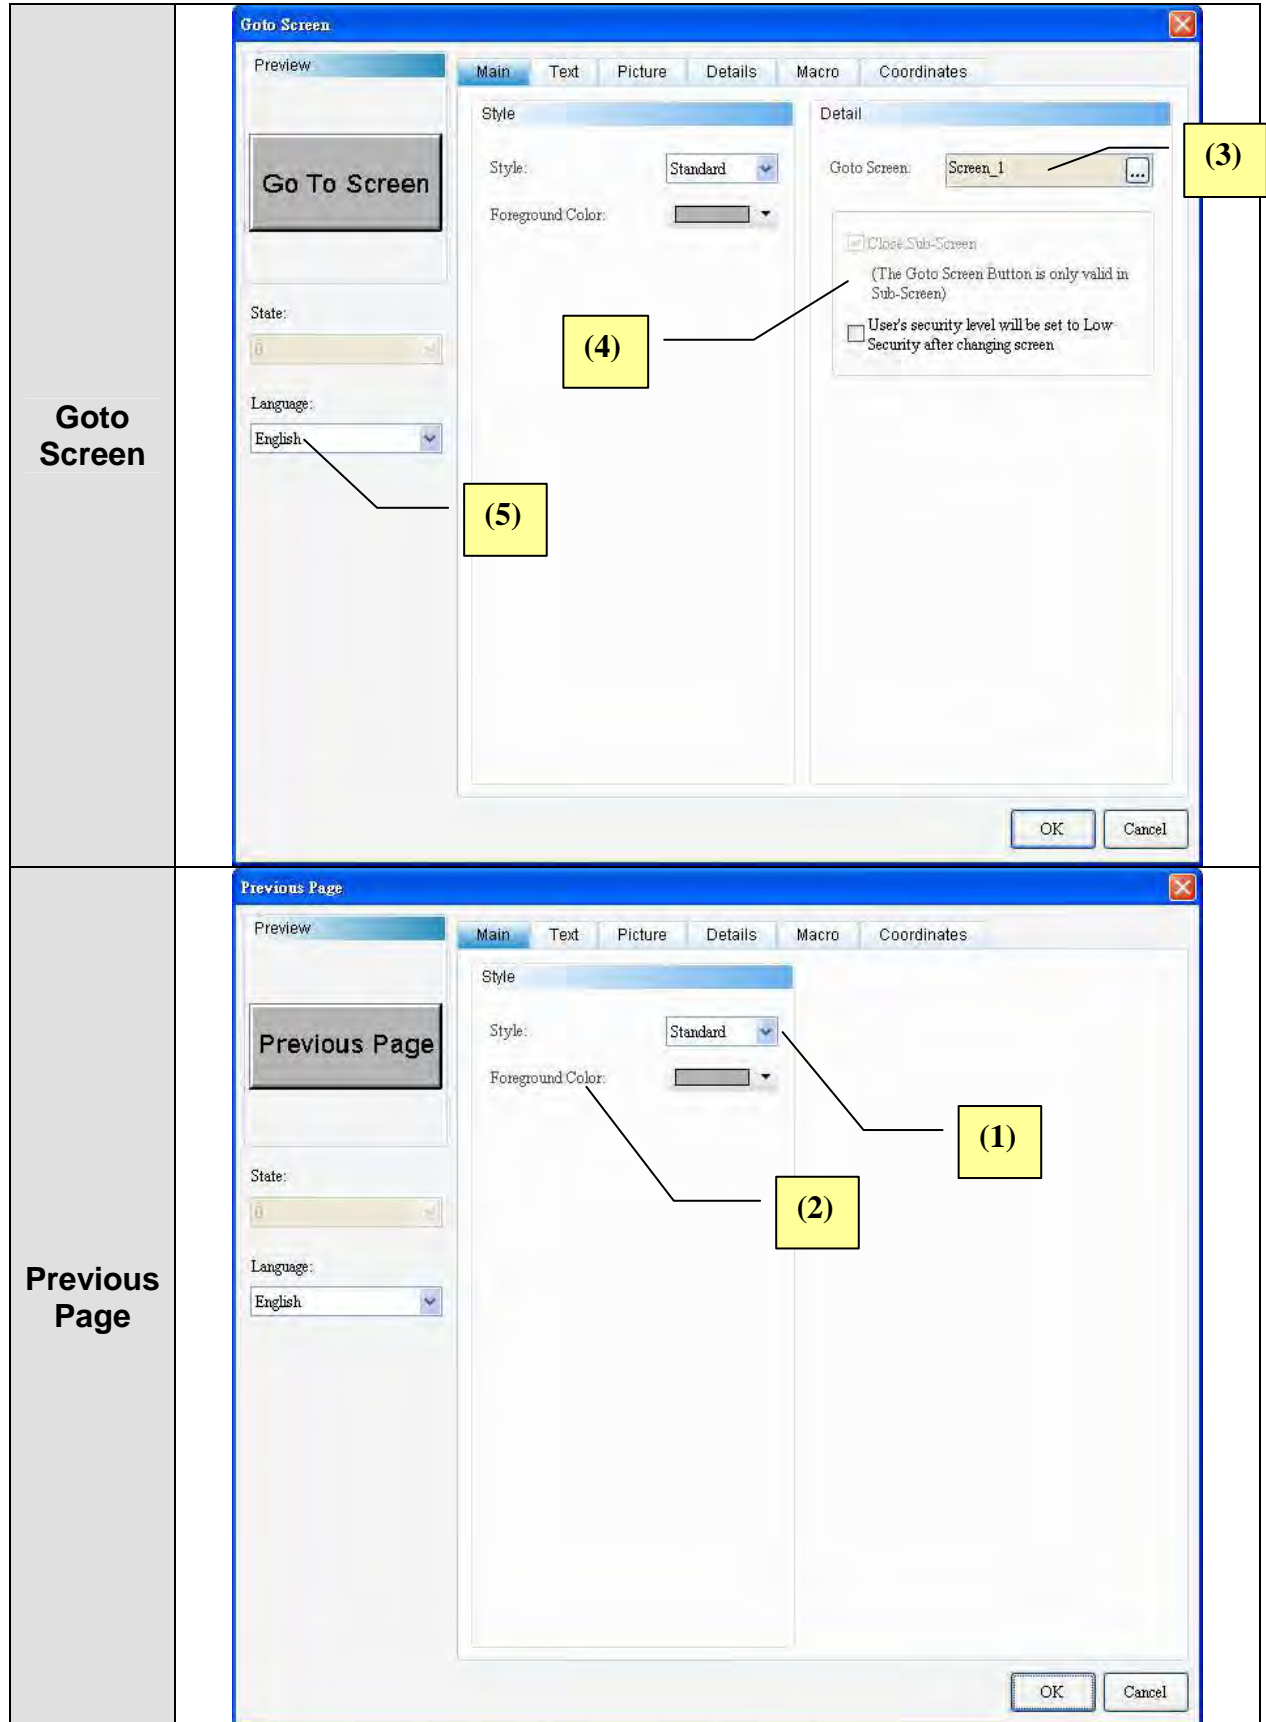 Goto
Screen
Goto Screen
Preview
Go To Screen
State:
0
Language:
English
Main Text Picture Details Macro Coordinates
Style
Style: Standard
Foreground Color:
Detail
Goto Screen: Screen_1 ...
Close Sub-Screen
(The Goto Screen Button is only valid in
Sub-Screen)
User's security level will be set to Low
Security after changing screen
(3)
(4)
(5)
OK Cancel
Previous
Page
Previous Page
Preview
Previous Page
State:
0
Language:
English
Main Text Picture Details Macro Coordinates
Style
Style: Standard
Foreground Color:
(1)
(2)
OK Cancel